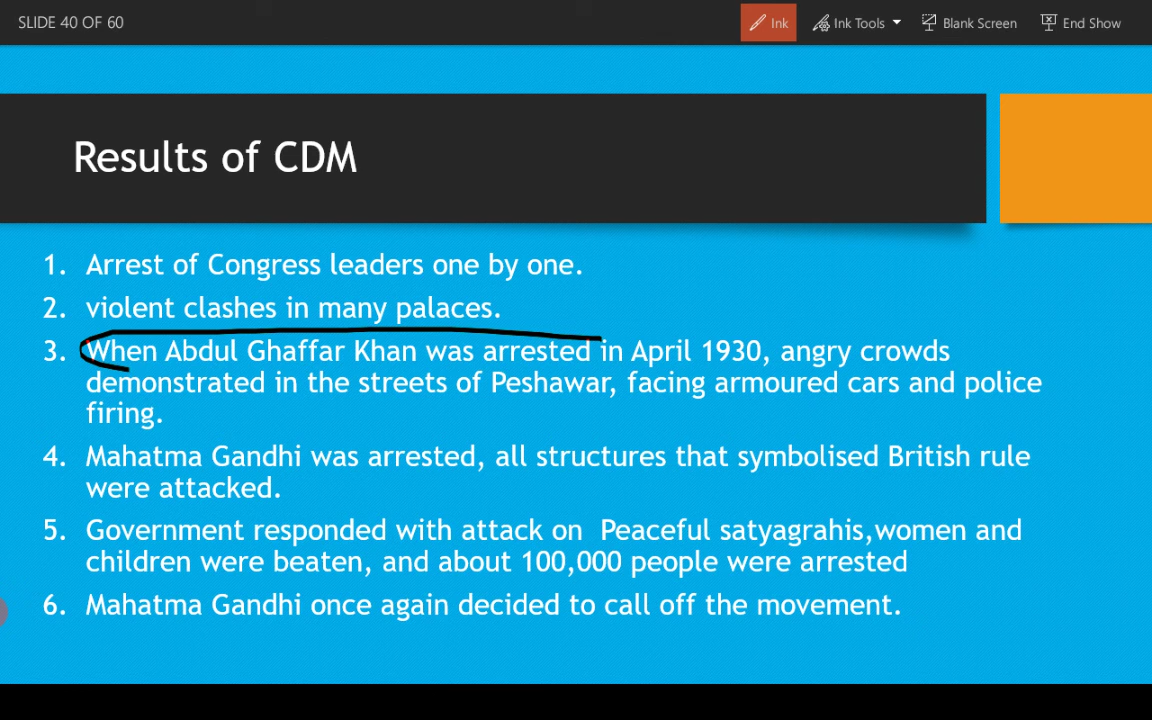 SLIDE 40 OF 60
Ink
Ink Tools
Blank Screen
End Show
Results of CDM
1. Arrest of Congress leaders one by one.
2. violent clashes in many palaces.
3. When Abdul Ghaffar Khan was arrested in April 1930, angry crowds
demonstrated in the streets of Peshawar, facing armoured cars and police
firing.
4. Mahatma Gandhi was arrested, all structures that symbolised British rule
were attacked.
5. Government responded with attack on  Peaceful satyagrahis,women and
children were beaten, and about 100,000 people were arrested
6. Mahatma Gandhi once again decided to call off the movement.